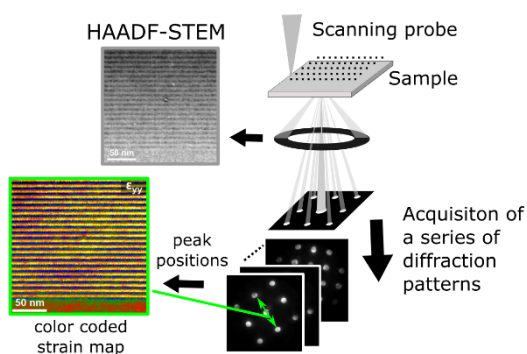 HAADF-STEM
50 nm
Scanning probe
Sample
εyy
50 nm
color coded
strain map
peak
positions
Acquisiton of
a series of
diffraction
patterns